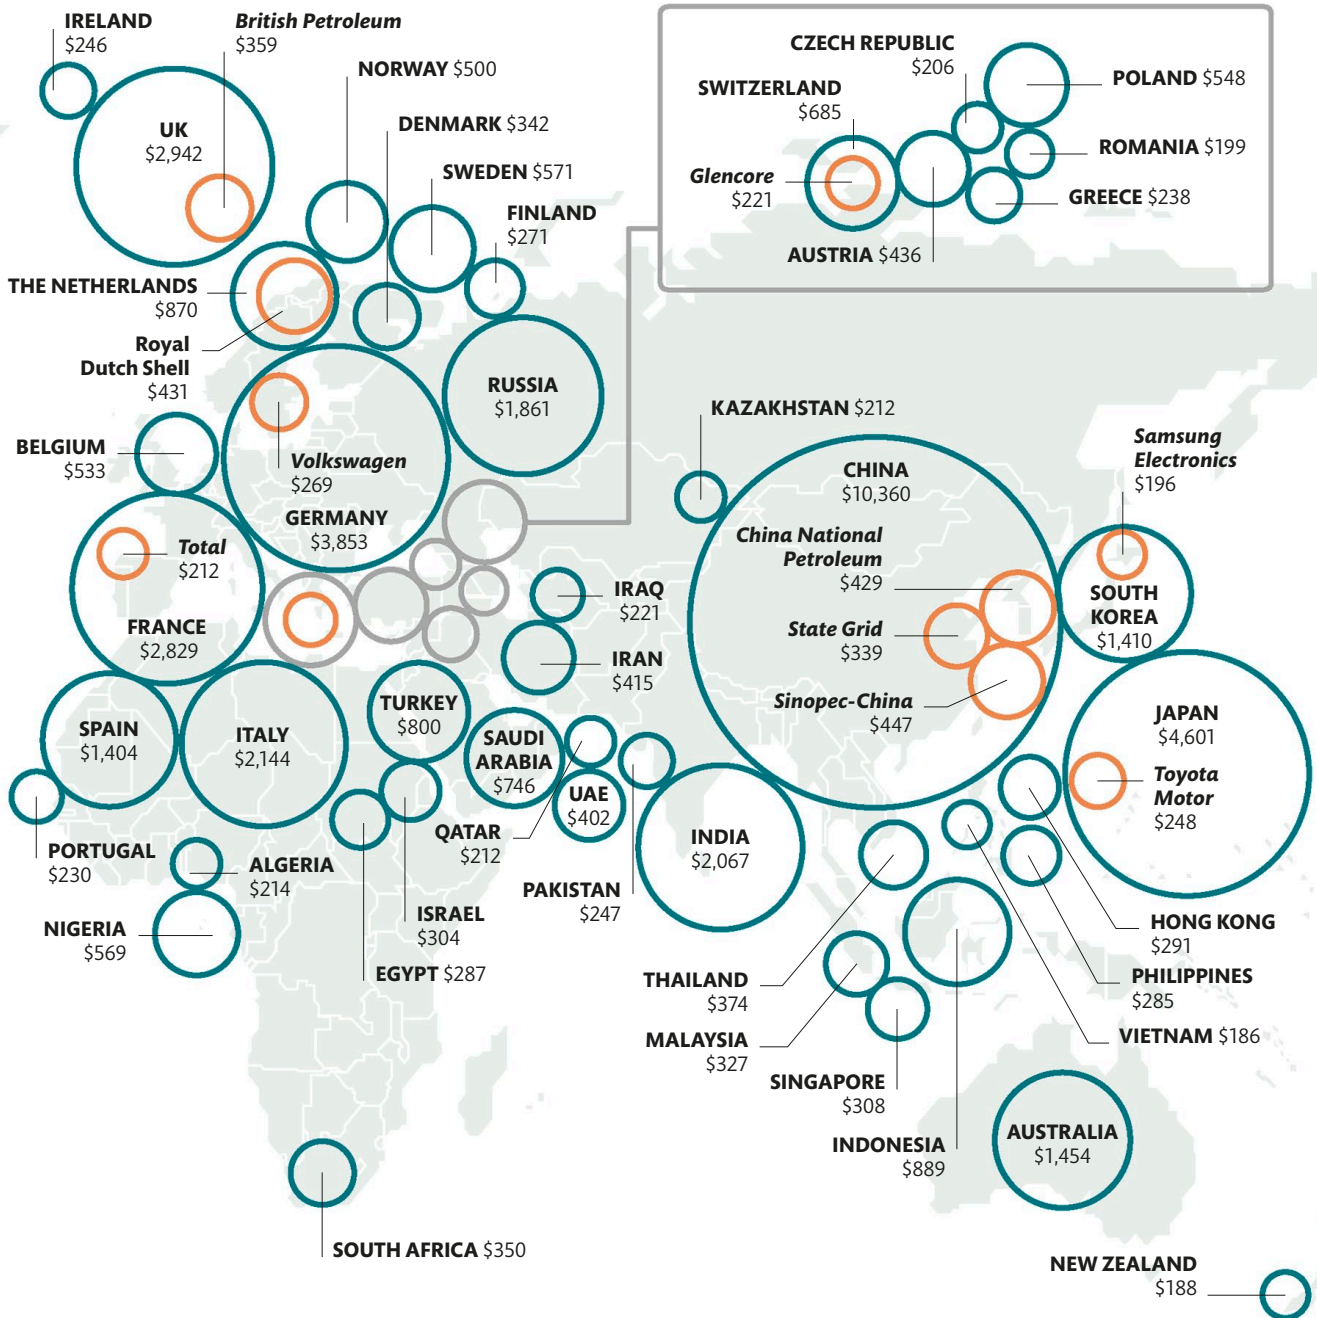 IRELAND
$246
British Petroleum
$359
UK
$2,942
NORWAY $500
DENMARK $342
SWEDEN $571
FINLAND
$271
CZECH REPUBLIC
$206
SWITZERLAND
$685
POLAND $548
ROMANIA $199
Glencore
$221
GREECE $238
AUSTRIA $436
THE NETHERLANDS
$870
Royal
Dutch Shell
$431
RUSSIA
$1,861
BELGIUM
$533
Volkswagen
$269
GERMANY
$3,853
Total
$212
FRANCE
$2,829
KAZAKHSTAN $212
CHINA
$10,360
China National
Petroleum
$429
State Grid
$339
Sinopec-China
$447
Samsung
Electronics
$196
SOUTH
KOREA
$1,410
IRAQ
$221
IRAN
$415
SPAIN
$1,404
ITALY
$2,144
TURKEY
$800
SAUDI
ARABIA
$746
UAE
$402
JAPAN
$4,601
Toyota
Motor
$248
PORTUGAL
$230
ALGERIA
$214
NIGERIA
$569
QATAR
$212
PAKISTAN
$247
INDIA
$2,067
ISRAEL
$304
EGYPT $287
THAILAND
$374
MALAYSIA
$327
SINGAPORE
$308
INDONESIA
$889
HONG KONG
$291
PHILIPPINES
$285
VIETNAM $186
AUSTRALIA
$1,454
SOUTH AFRICA $350
NEW ZEALAND
$188